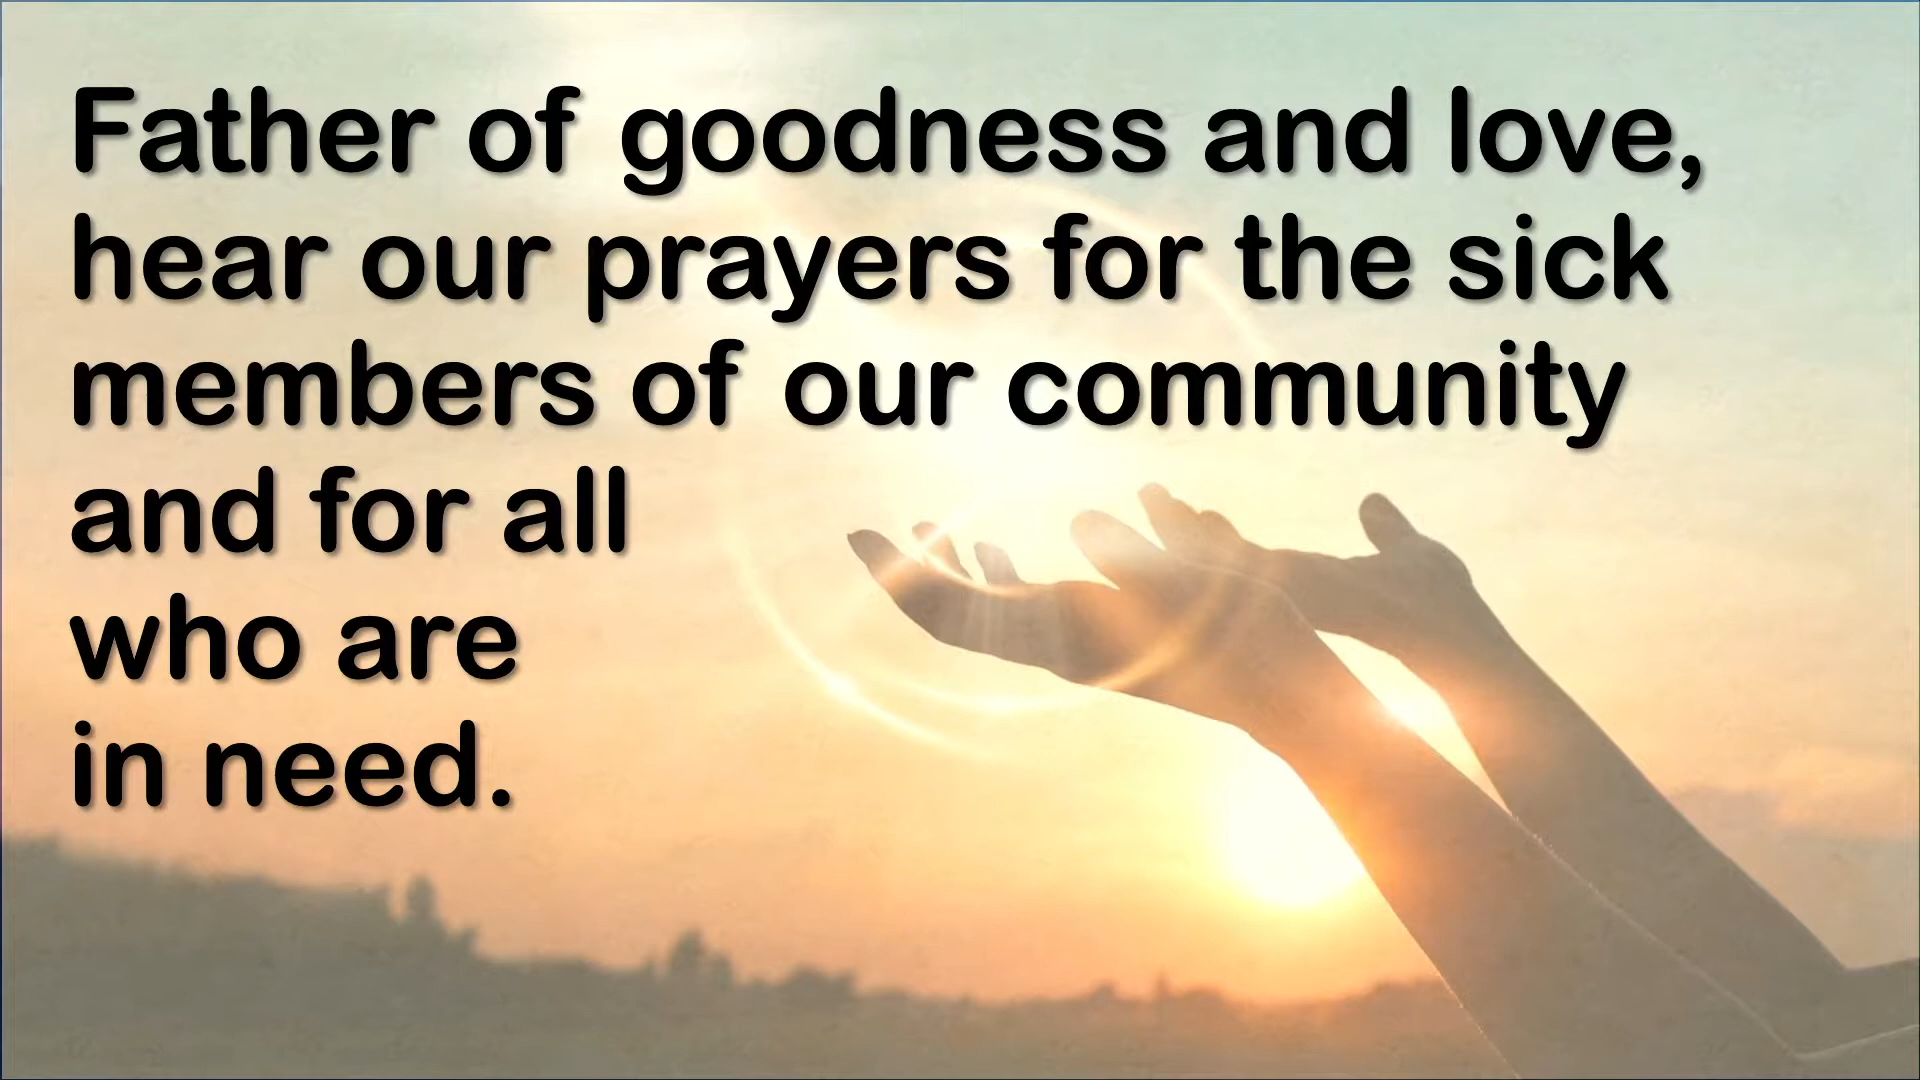 Father of goodness and love,
hear our prayers for the sick
members of our community
and for all
who are
in need.